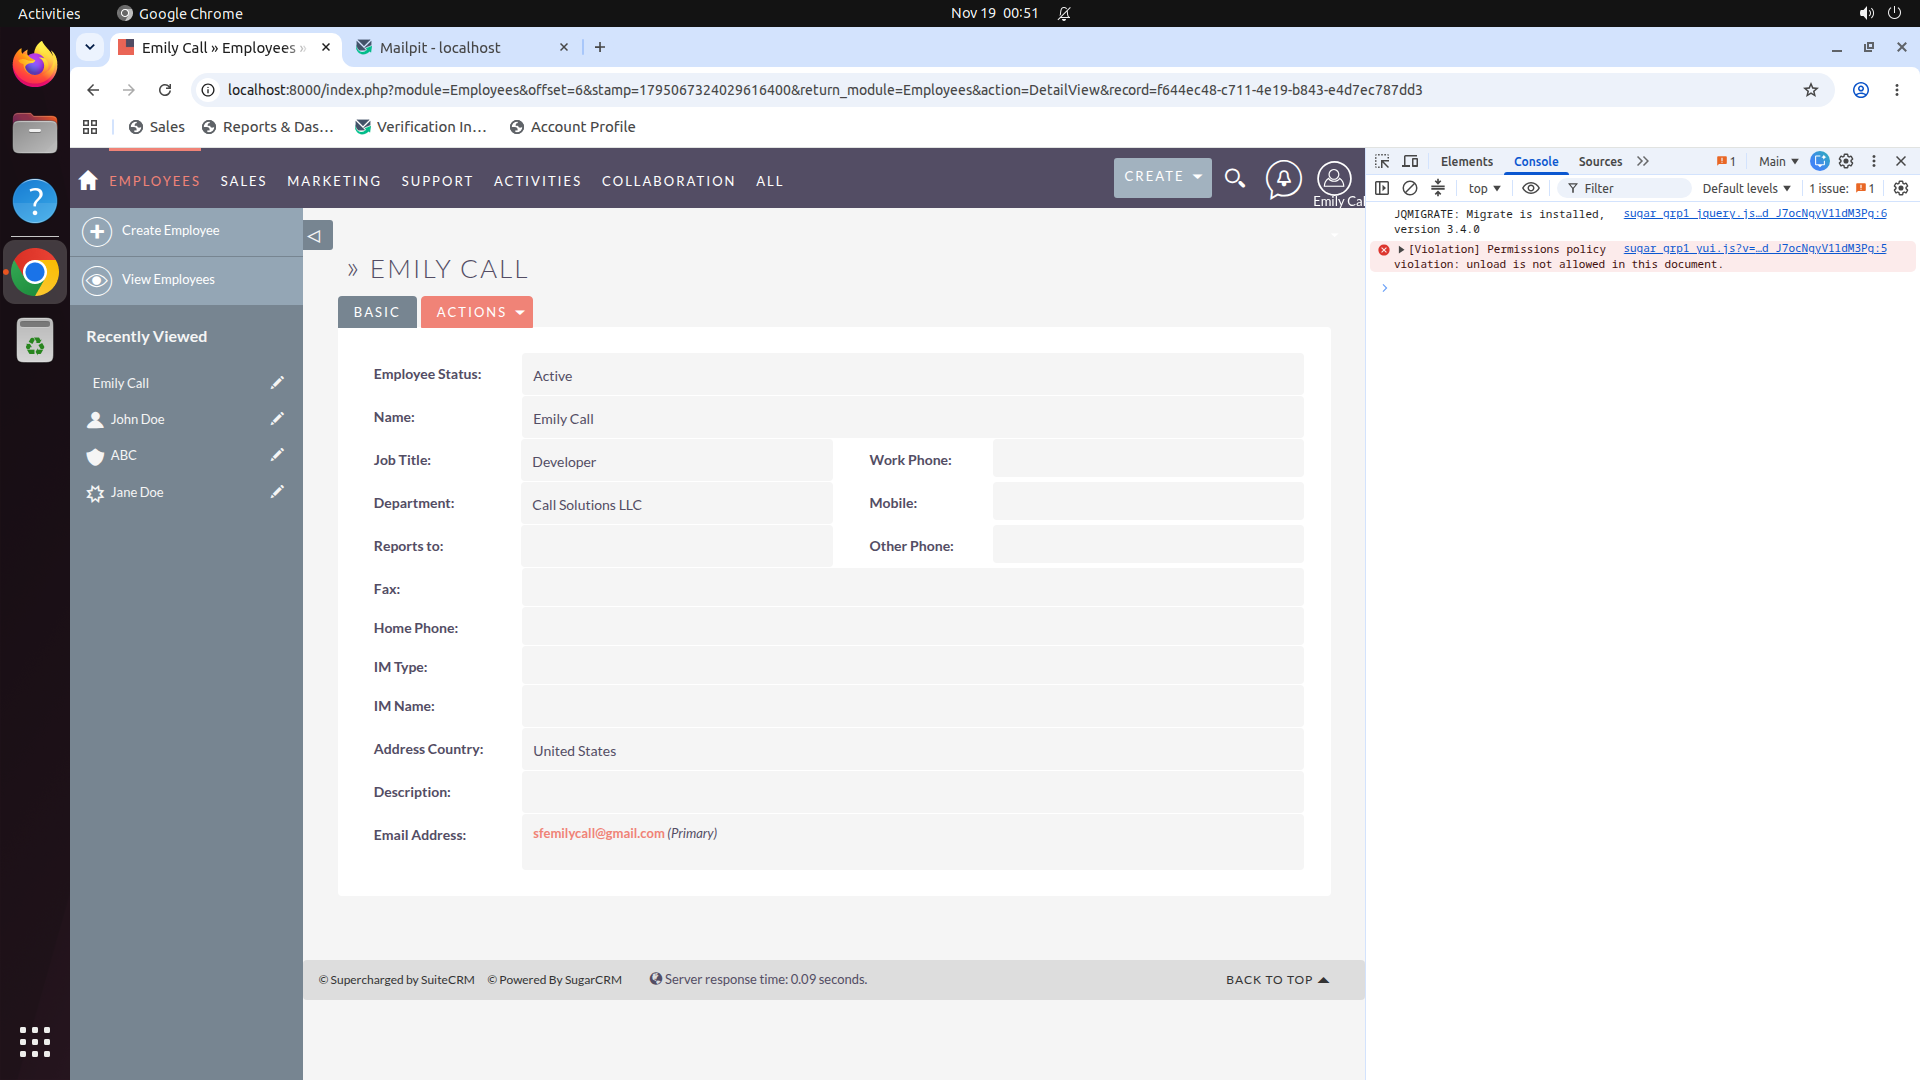 Activities
Google Chrome
Nov 19 00:51
Emily Call » Employees »
Mailpit - localhost
localhost:8000/index.php?module=Employees&offset=6&stamp=1795067324029616400&return_module=Employees&action=DetailView&record=f644ec48-c711-4e19-b843-e4d7ec787dd3
Sales
Reports & Das...
Verification In...
Account Profile
EMPLOYEES
SALES
MARKETING
SUPPORT
ACTIVITIES
COLLABORATION
ALL
CREATE
Emily Cal
Create Employee
View Employees
Recently Viewed
Emily Call
John Doe
ABC
Jane Doe
» EMILY CALL
BASIC
ACTIONS
Employee Status:
Active
Name:
Emily Call
Job Title:
Developer
Work Phone:
Department:
Call Solutions LLC
Mobile:
Reports to:
Other Phone:
Fax:
Home Phone:
IM Type:
IM Name:
Address Country:
United States
Description:
Email Address:
sfemilycall@gmail.com (Primary)
© Supercharged by SuiteCRM
© Powered By SugarCRM
Server response time: 0.09 seconds.
BACK TO TOP
Elements
Console
Sources
1
Main
top
Filter
Default levels
1 issue:
1
JQMIGRATE: Migrate is installed,
sugar_grp1_jquery.js…d_J7ocNgyV1ldM3Pg:6
version 3.4.0
[Violation] Permissions policy
sugar_grp1_yui.js?v=…d_J7ocNgyV1ldM3Pg:5
violation: unload is not allowed in this document.